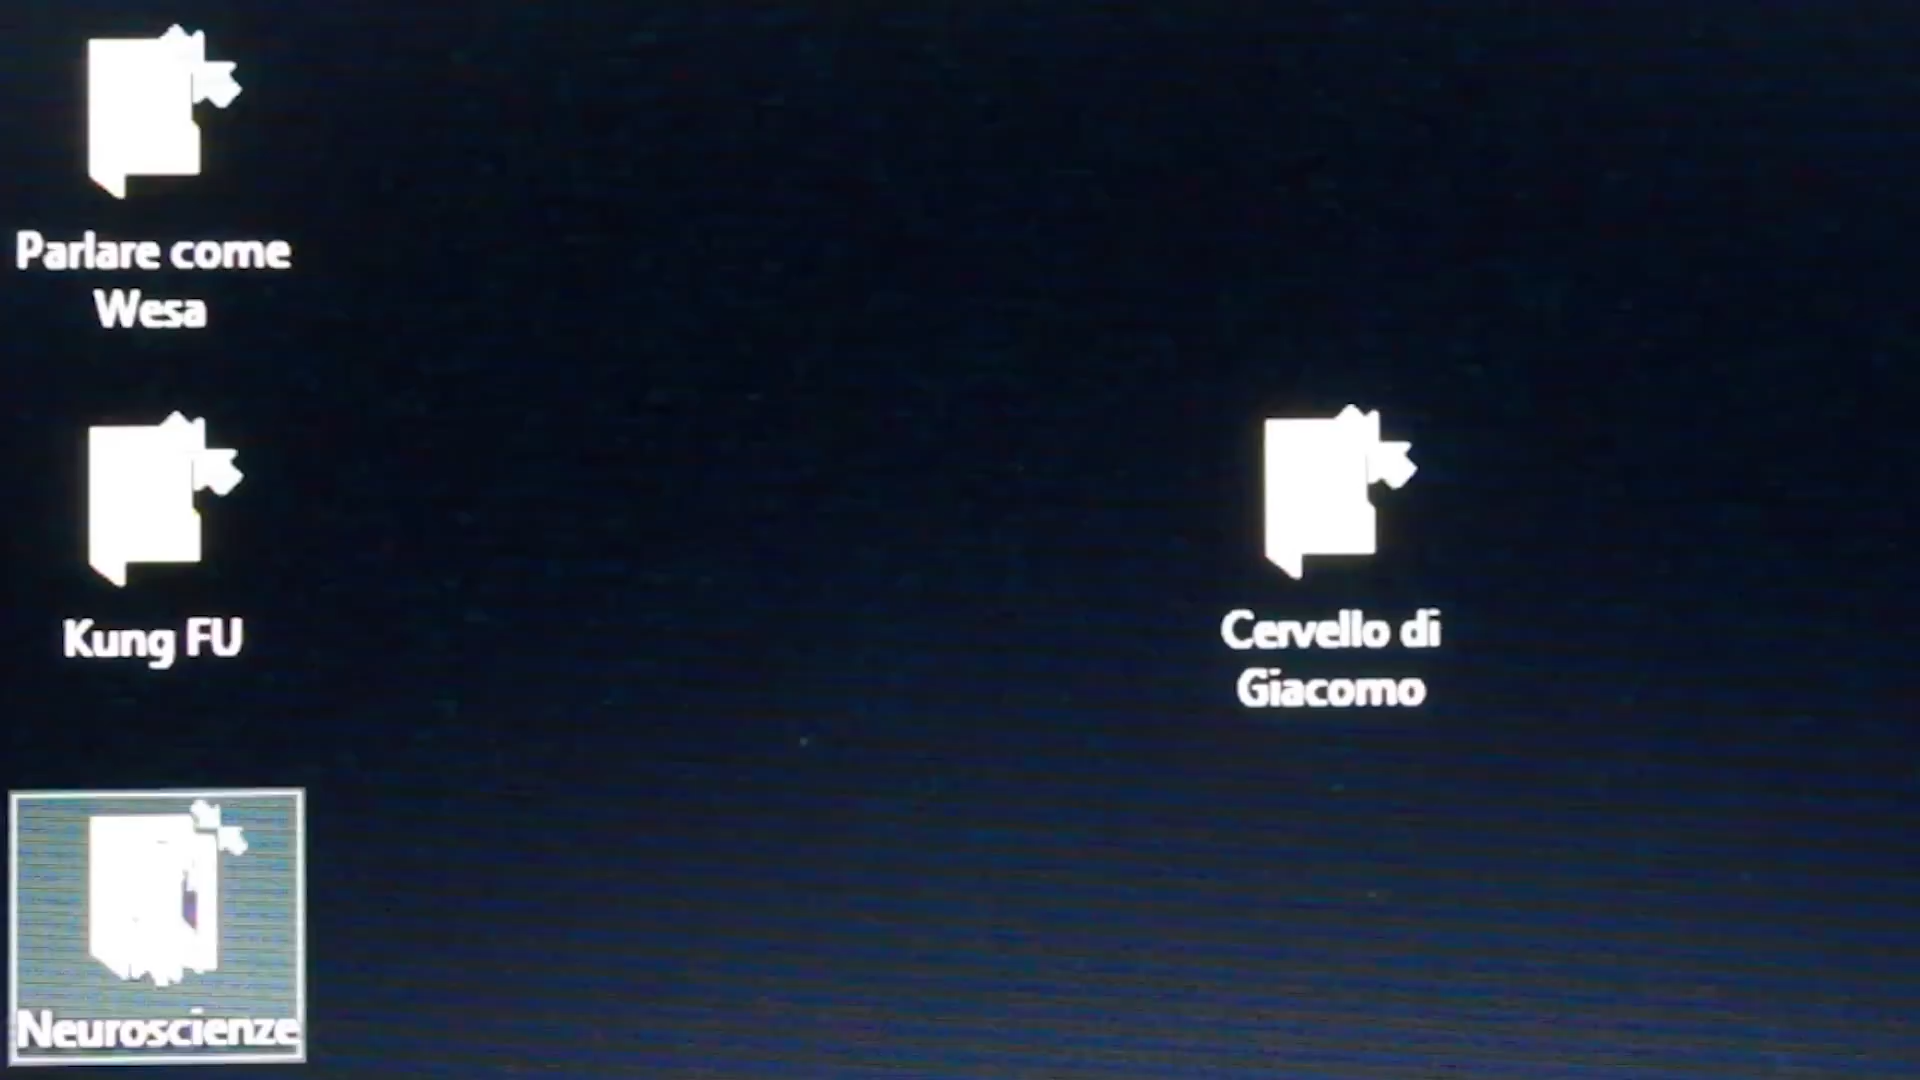 Parlare come
Wesa
Kung FU
Neuroscienze
Cervello di
Giacomo